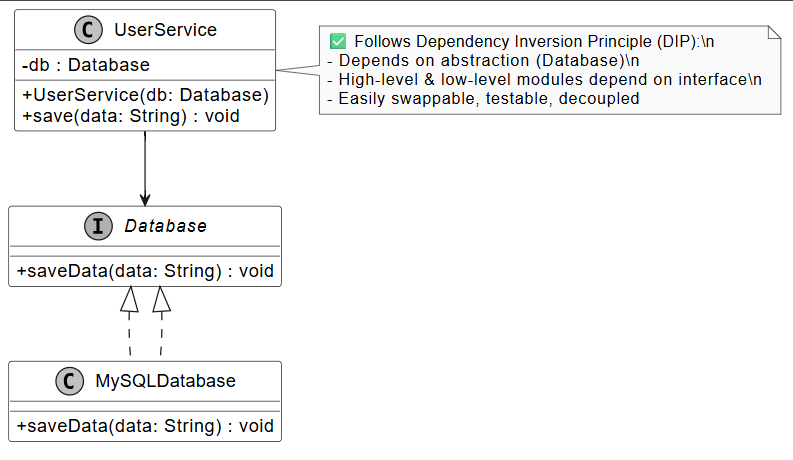 C UserService
-db : Database
+UserService(db: Database)
+save(data: String) : void
✅ Follows Dependency Inversion Principle (DIP):\n
- Depends on abstraction (Database)\n
- High-level & low-level modules depend on interface\n
- Easily swappable, testable, decoupled
I Database
+saveData(data: String) : void
C MySQLDatabase
+saveData(data: String) : void